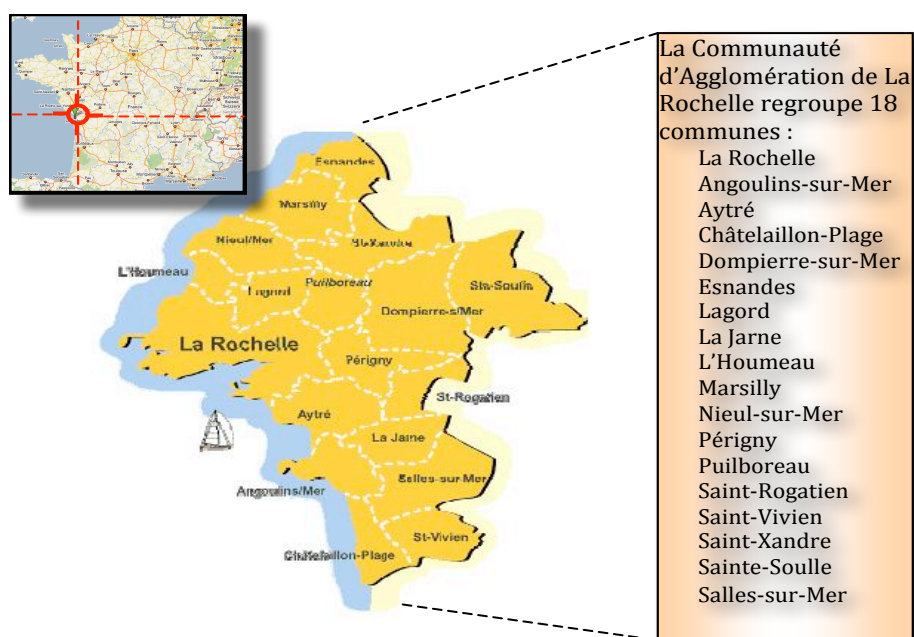 La Communauté
d'Agglomération de La
Rochelle regroupe 18
communes :
La Rochelle
Angoulins-sur-Mer
Aytré
Châtelaillon-Plage
Dompierre-sur-Mer
Esnandes
Lagord
La Jarne
L'Houmeau
Marsilly
Nieul-sur-Mer
Périgny
Puilboreau
Saint-Rogatien
Saint-Vivien
Saint-Xandre
Sainte-Soulle
Salles-sur-Mer
Esnandes
Marsilly
Nieul/Mer
St-Xandre
L'Houmeau
Lagord
Puilboreau
Ste-Soulle
Dompierre-s/Mer
La Rochelle
Périgny
St-Rogatien
Aytré
La Jarne
Salles-sur-Mer
Angoulins/Mer
St-Vivien
Châtelaillon-Plage